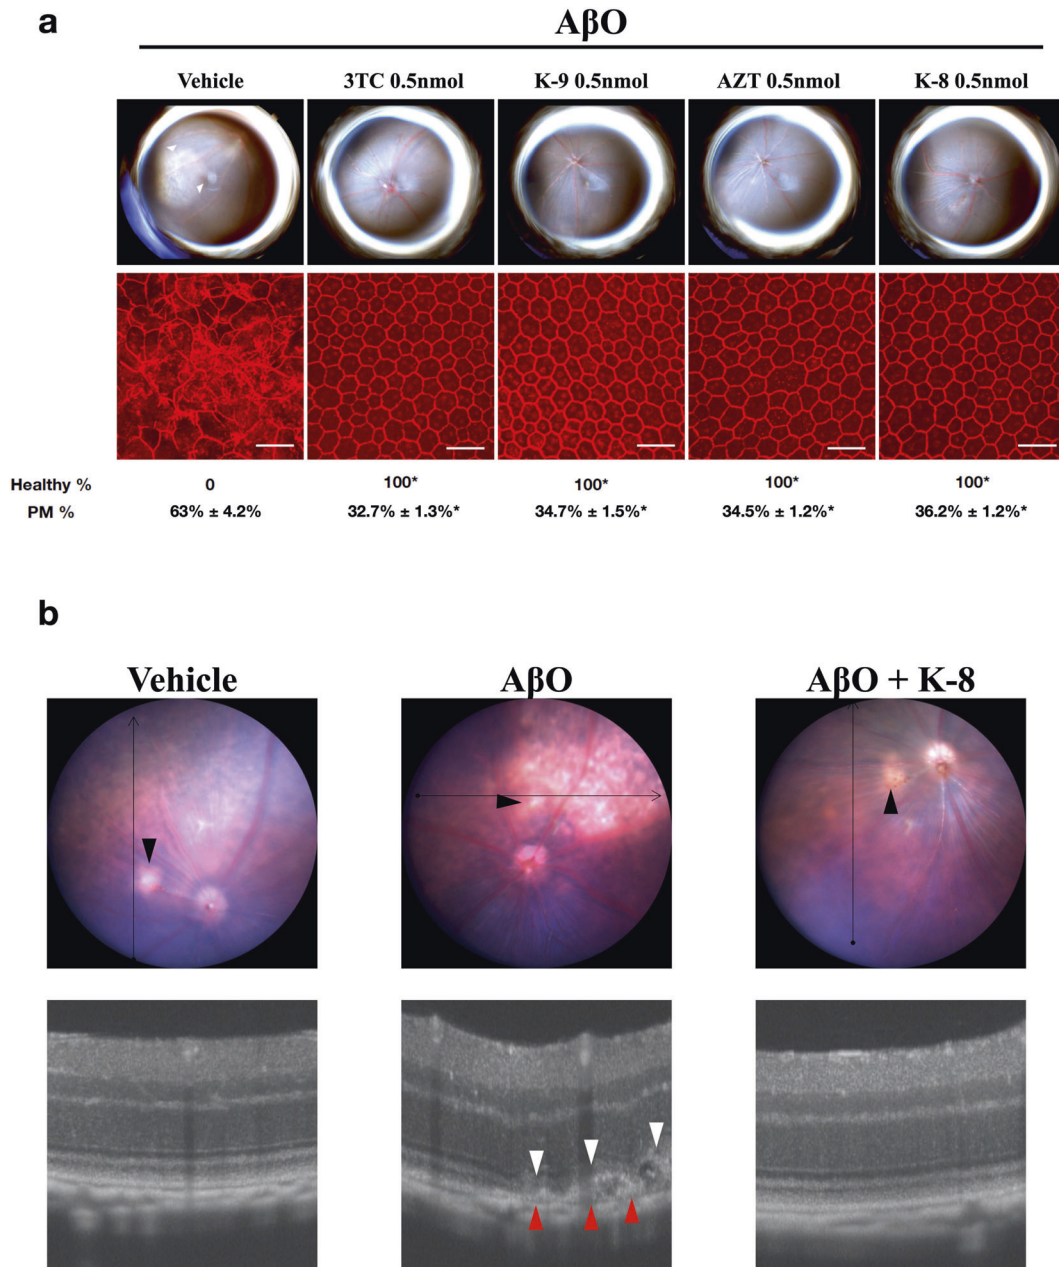 a
AβO
Vehicle 3TC 0.5nmol K-9 0.5nmol AZT 0.5nmol K-8 0.5nmol
Healthy % 0 100* 100* 100* 100*
PM % 63% ± 4.2% 32.7% ± 1.3%* 34.7% ± 1.5%* 34.5% ± 1.2%* 36.2% ± 1.2%*
b
Vehicle AβO AβO + K-8